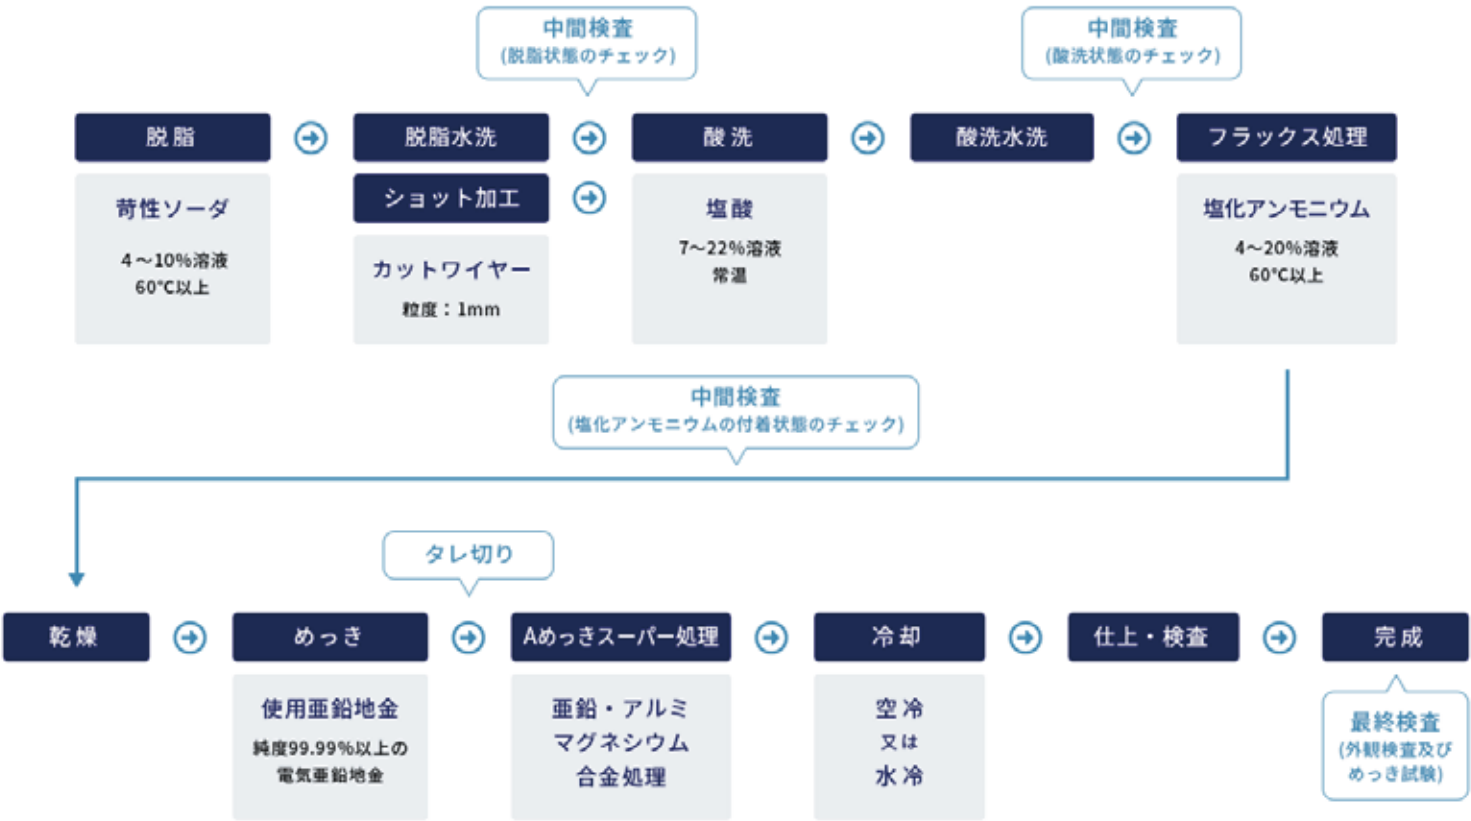 中間検査
(脱脂状態のチェック)
中間検査
(酸洗状態のチェック)
脱脂
脱脂水洗
酸洗
酸洗水洗
フラックス処理
苛性ソーダ
4~10%溶液
60℃以上
ショット加工
カットワイヤー
粒度:1mm
塩酸
7~22%溶液
常温
塩化アンモニウム
4~20%溶液
60℃以上
中間検査
(塩化アンモニウムの付着状態のチェック)
タレ切り
乾燥
めっき
Aめっきスーパー処理
冷却
仕上・検査
完成
使用亜鉛地金
純度99.99%以上の
電気亜鉛地金
亜鉛・アルミ
マグネシウム
合金処理
空冷
又は
水冷
最終検査
(外観検査及び
めっき試験)